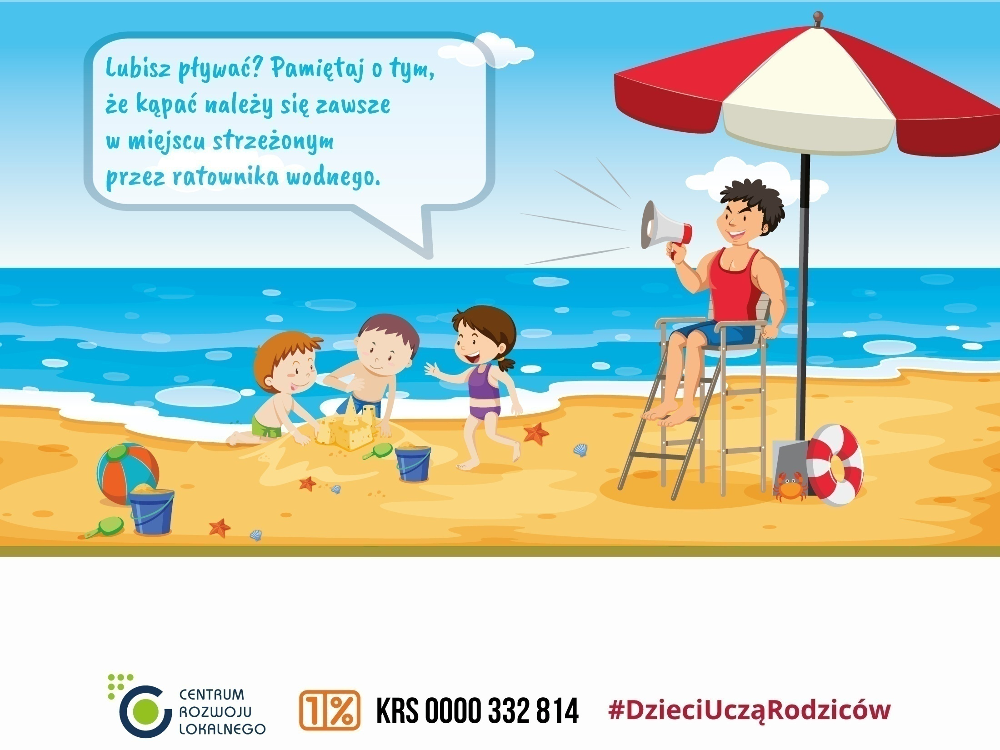 Lubisz pływać? Pamiętaj o tym,
że kąpać należy się zawsze
w miejscu strzeżonym
przez ratownika wodnego.
CENTRUM
ROZWOJU
LOKALNEGO
1%
KRS 0000 332 814
#DzieciUcząRodziców